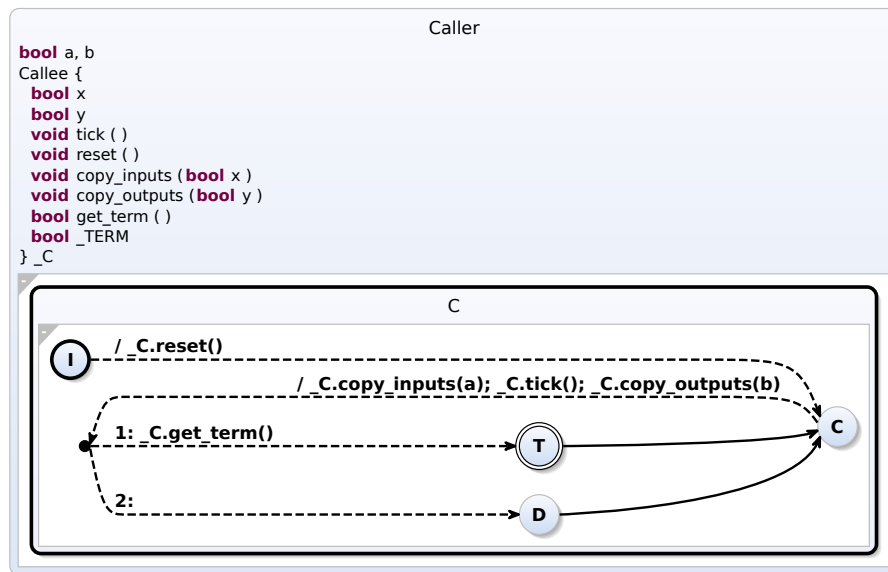 Caller
bool a, b
Callee {
bool x
bool y
void tick ( )
void reset ( )
void copy_inputs (bool x )
void copy_outputs (bool y )
bool get_term ( )
bool _TERM
} _C
-
C
-
I
/ _C.reset()
/ _C.copy_inputs(a); _C.tick(); _C.copy_outputs(b)
C
1: _C.get_term()
T
2:
D